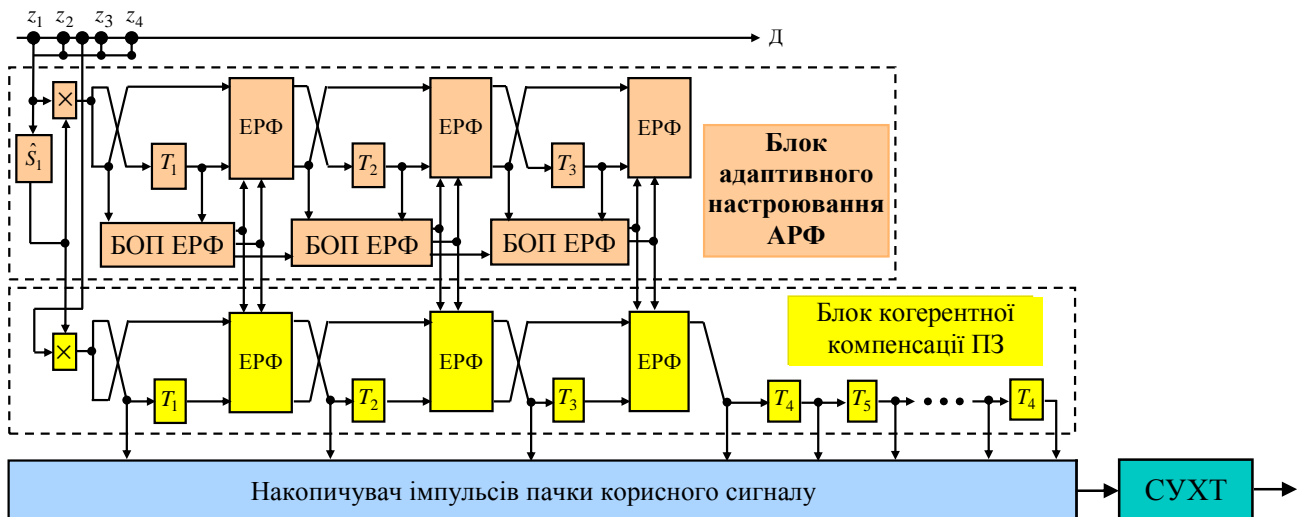 z₁ z₂ z₃ z₄
Д
× ЕРФ ЕРФ ЕРФ
Ŝ₁ T₁ T₂ T₃
Блок
адаптивного
настроювання
АРФ
БОП ЕРФ БОП ЕРФ БОП ЕРФ
Блок когерентної
компенсації ПЗ
× ЕРФ ЕРФ ЕРФ
T₁ T₂ T₃ T₄ T₅ • • • • T₄
Накопичувач імпульсів пачки корисного сигналу
СУХТ